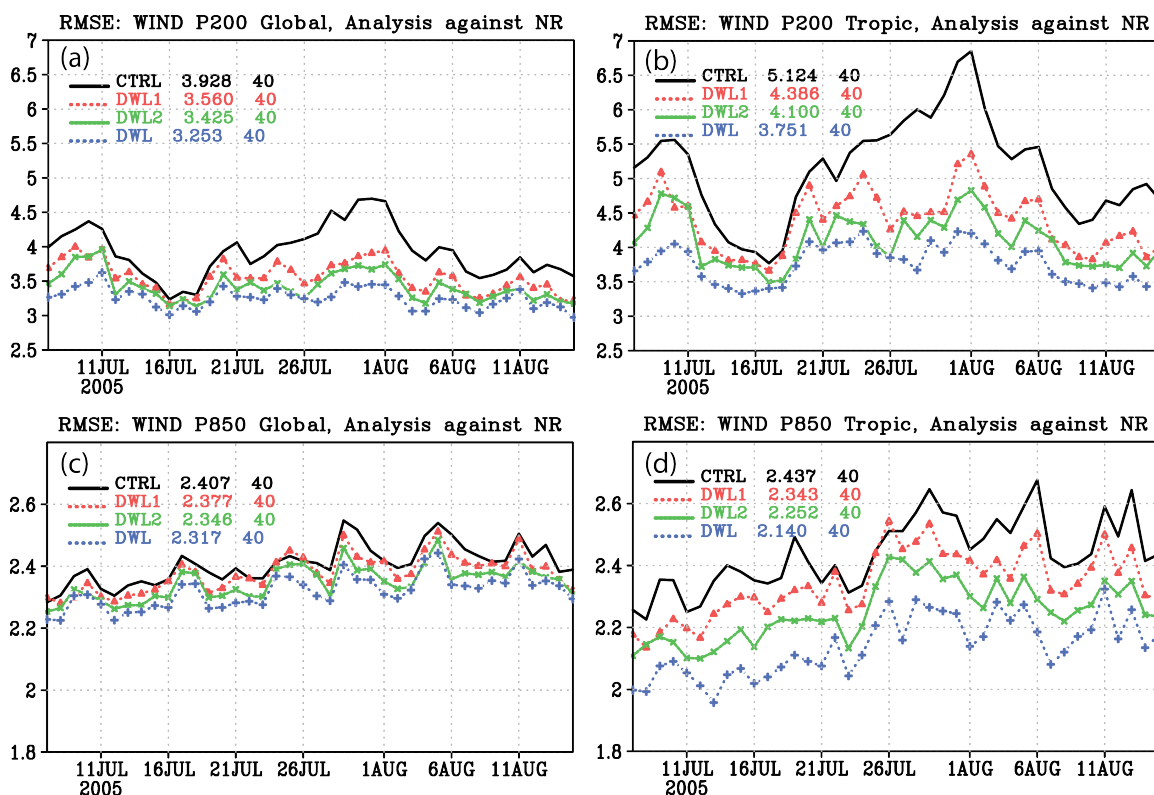 RMSE: WIND P200 Global, Analysis against NR
(a)
CTRL 3.928 40
DWL1 3.560 40
DWL2 3.425 40
DWL 3.253 40
7
6.5
6
5.5
5
4.5
4
3.5
3
2.5
11JUL 16JUL 21JUL 26JUL 1AUG 6AUG 11AUG
2005
RMSE: WIND P200 Tropic, Analysis against NR
(b)
CTRL 5.124 40
DWL1 4.386 40
DWL2 4.100 40
DWL 3.751 40
7
6.5
6
5.5
5
4.5
4
3.5
3
2.5
11JUL 16JUL 21JUL 26JUL 1AUG 6AUG 11AUG
2005
RMSE: WIND P850 Global, Analysis against NR
(c)
CTRL 2.407 40
DWL1 2.377 40
DWL2 2.346 40
DWL 2.317 40
2.6
2.4
2.2
2
1.8
11JUL 16JUL 21JUL 26JUL 1AUG 6AUG 11AUG
2005
RMSE: WIND P850 Tropic, Analysis against NR
(d)
CTRL 2.437 40
DWL1 2.343 40
DWL2 2.252 40
DWL 2.140 40
2.6
2.4
2.2
2
1.8
11JUL 16JUL 21JUL 26JUL 1AUG 6AUG 11AUG
2005